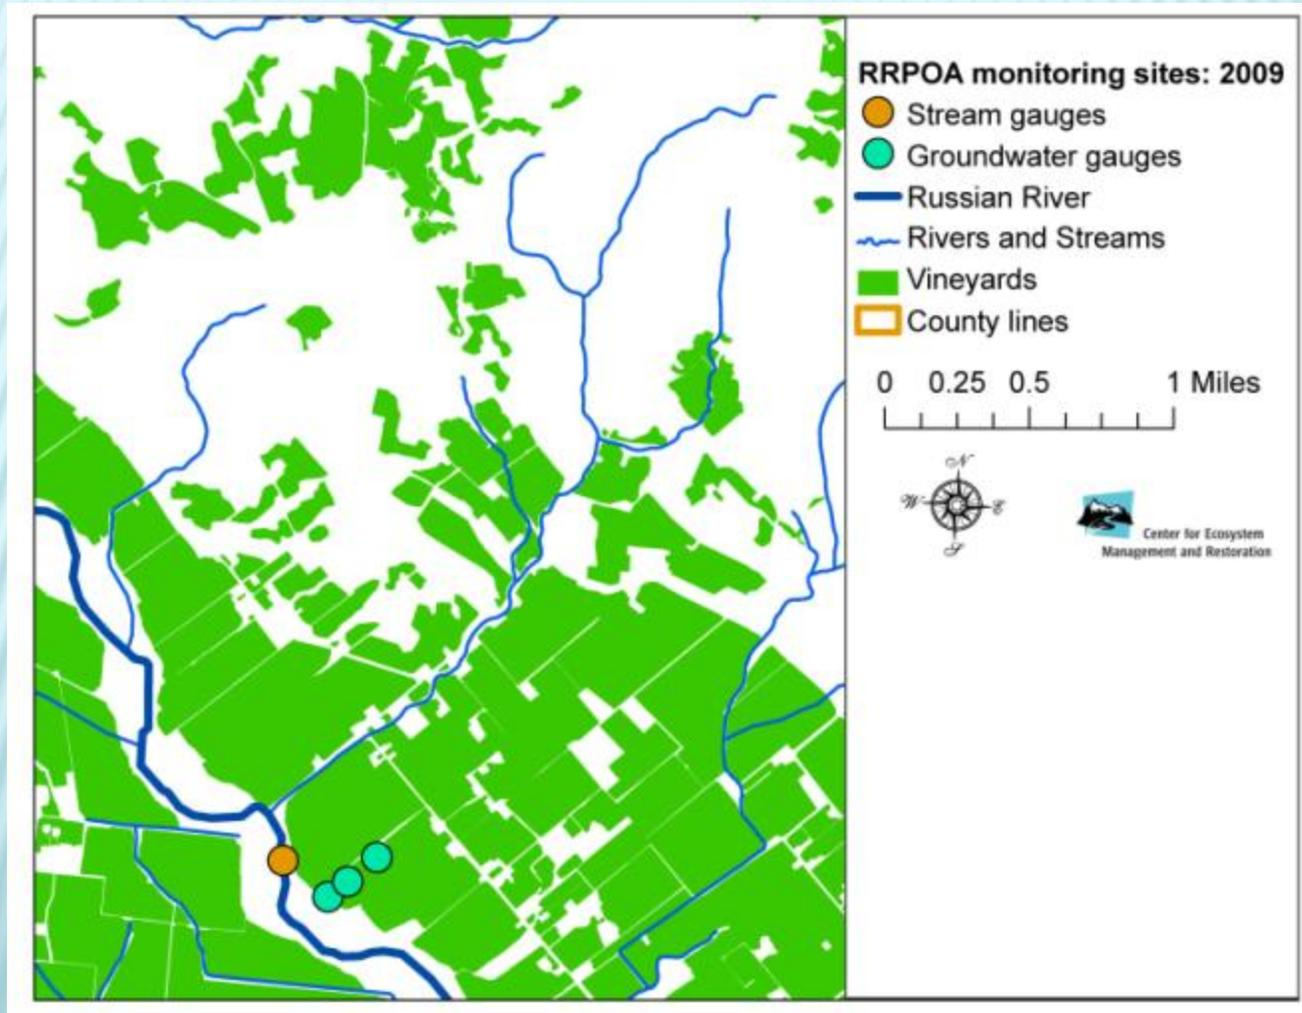 RRPOA monitoring sites: 2009
Stream gauges
Groundwater gauges
Russian River
Rivers and Streams
Vineyards
County lines
0 0.25 0.5 1 Miles
N
W E
S
Center for Ecosystem
Management and Restoration